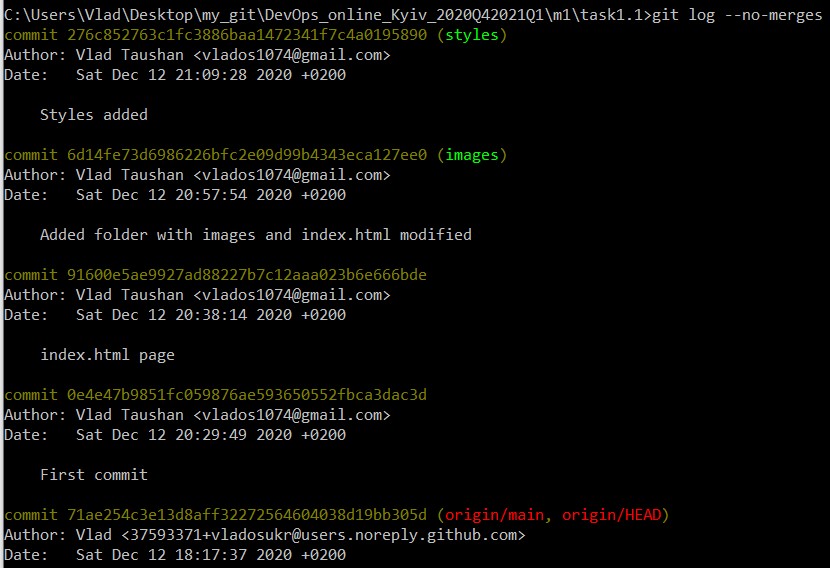 C:\Users\Vlad\Desktop\my_git\DevOps_online_Kyiv_2020Q42021Q1\m1\task1.1>git log --no-merges
commit 276c852763c1fc3886baa1472341f7c4a0195890 (styles)
Author: Vlad Taushan <vlados1074@gmail.com>
Date:   Sat Dec 12 21:09:28 2020 +0200
Styles added
commit 6d14fe73d6986226bfc2e09d99b4343eca127ee0 (images)
Author: Vlad Taushan <vlados1074@gmail.com>
Date:   Sat Dec 12 20:57:54 2020 +0200
Added folder with images and index.html modified
commit 91600e5ae9927ad88227b7c12aaa023b6e666bde
Author: Vlad Taushan <vlados1074@gmail.com>
Date:   Sat Dec 12 20:38:14 2020 +0200
index.html page
commit 0e4e47b9851fc059876ae593650552fbca3dac3d
Author: Vlad Taushan <vlados1074@gmail.com>
Date:   Sat Dec 12 20:29:49 2020 +0200
First commit
commit 71ae254c3e13d8aff32272564604038d19bb305d (origin/main, origin/HEAD)
Author: Vlad <37593371+vladosukr@users.noreply.github.com>
Date:   Sat Dec 12 18:17:37 2020 +0200